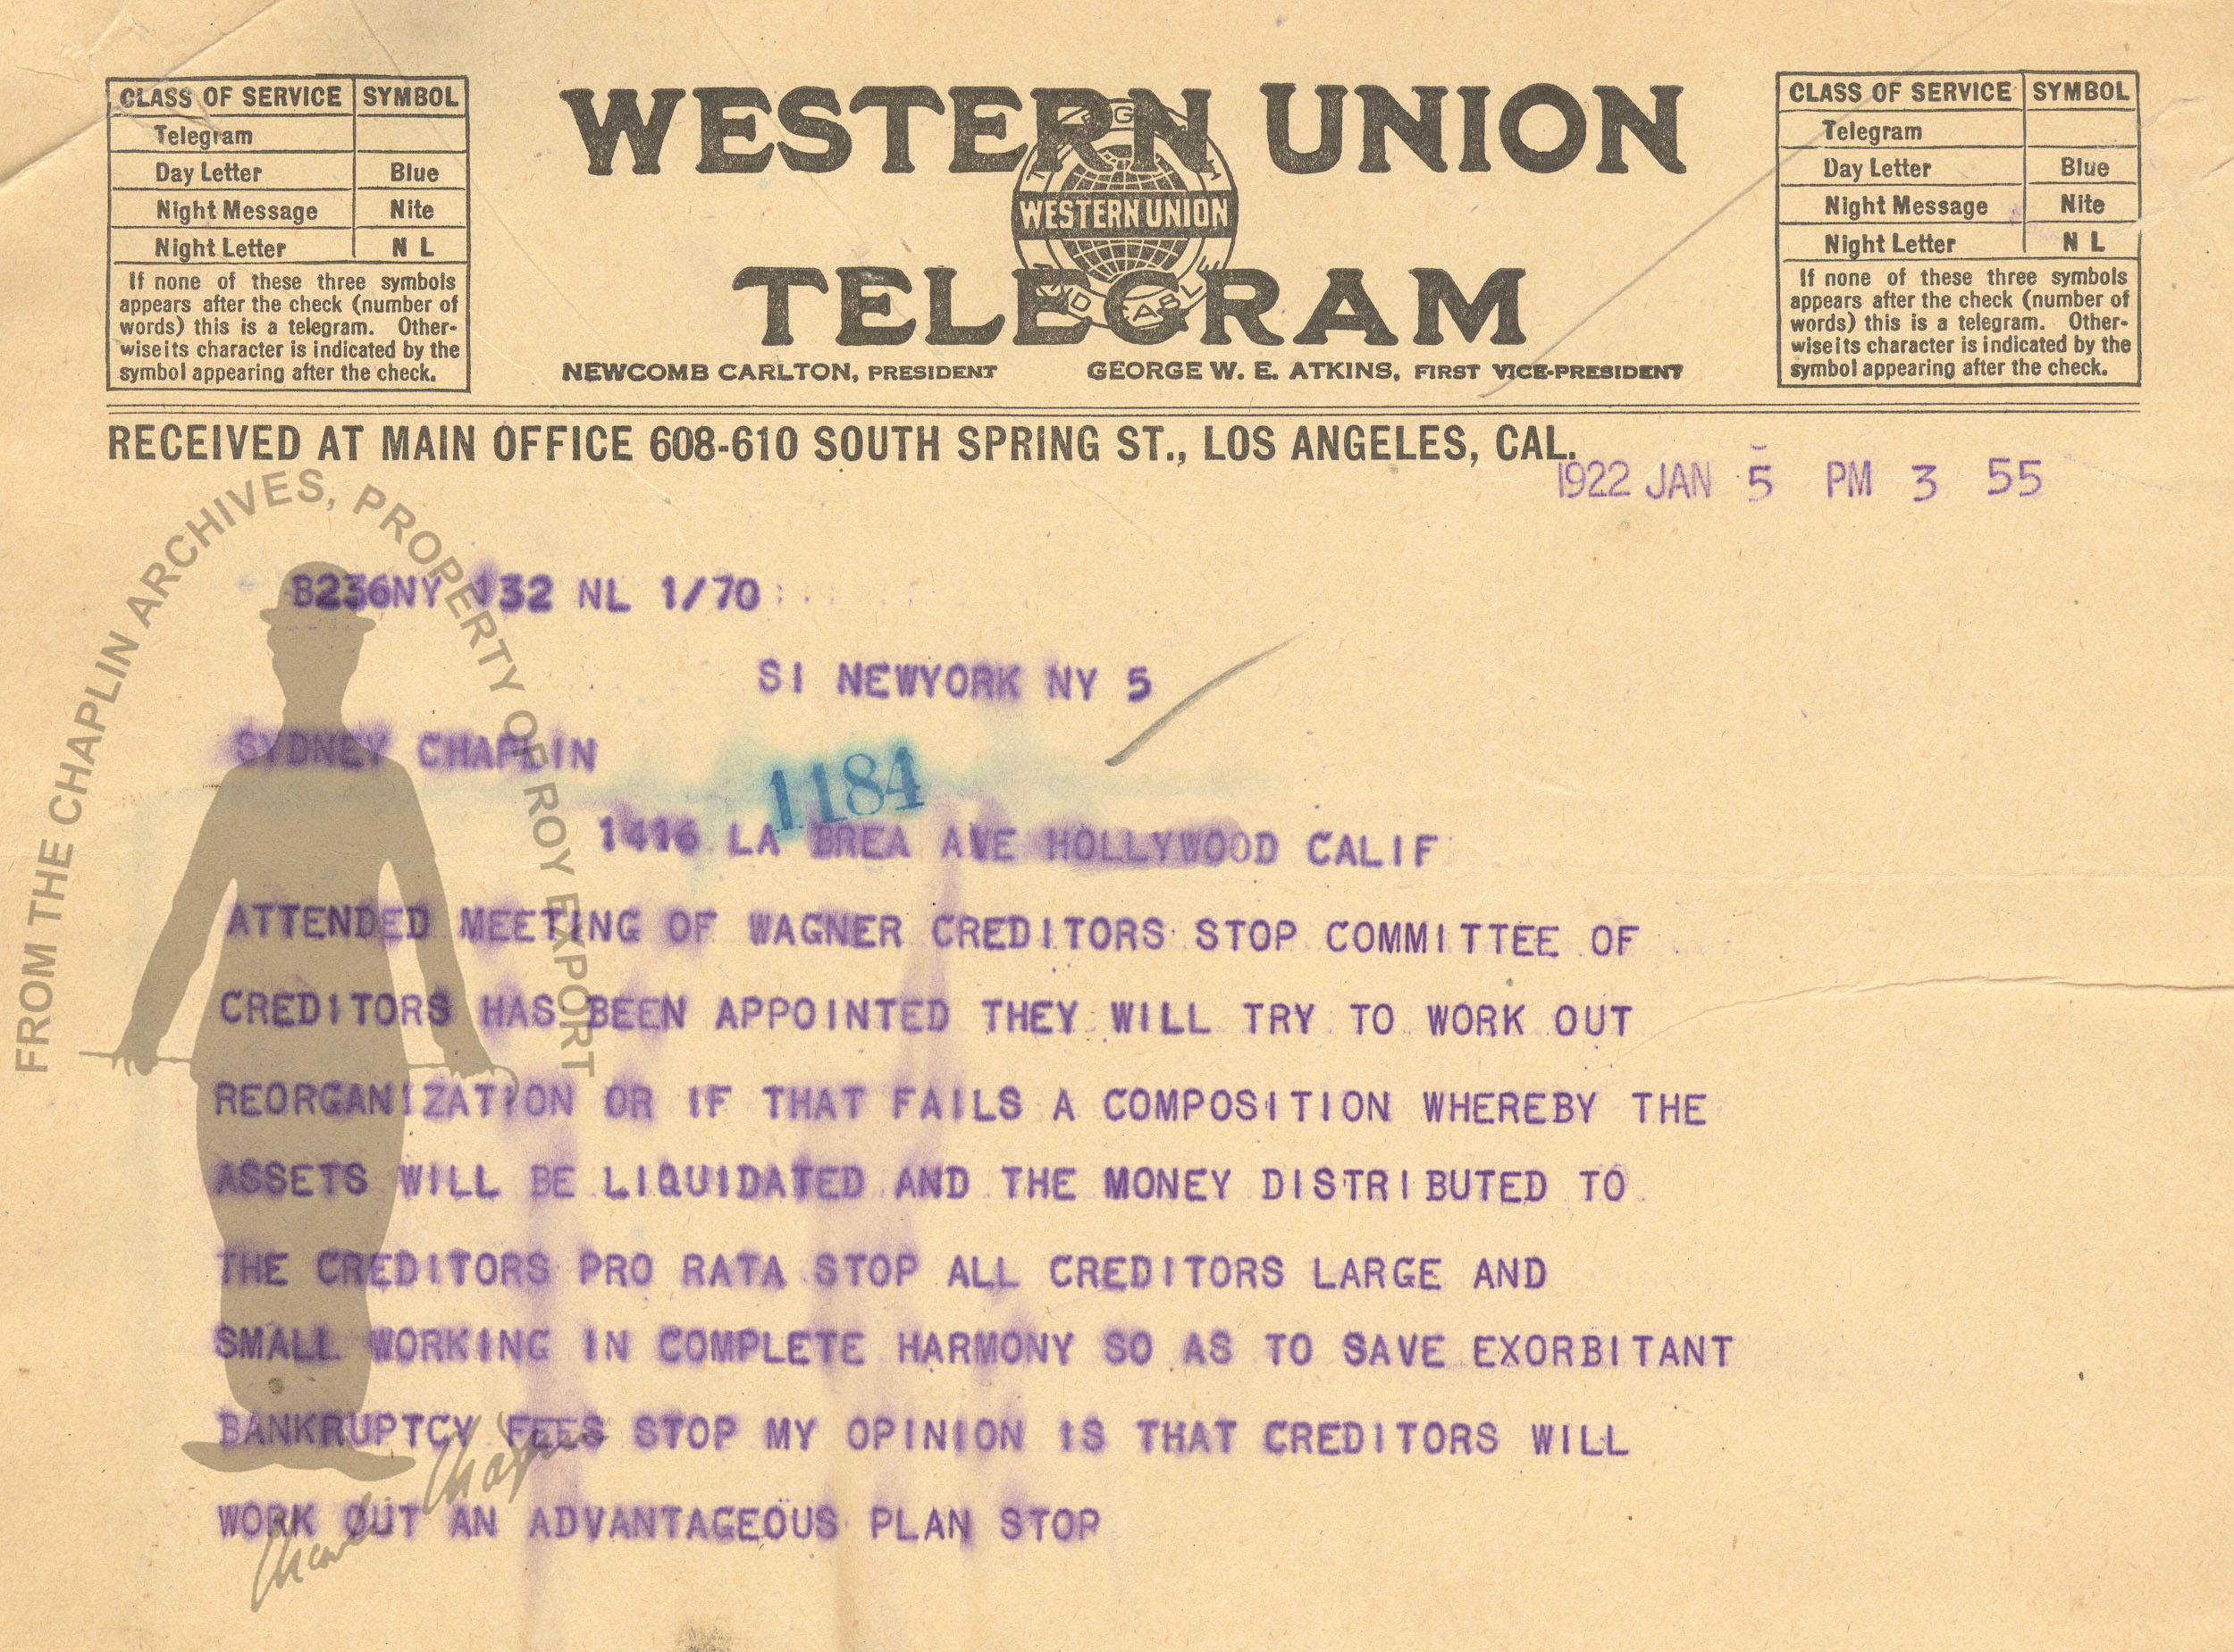 CLASS OF SERVICE SYMBOL
Telegram
Day Letter Blue
Night Message Nite
Night Letter N L
If none of these three symbols
appears after the check (number of
words) this is a telegram. Other-
wise its character is indicated by the
symbol appearing after the check.
WESTERN UNION
WESTERN UNION
TELEGRAM
NEWCOMB CARLTON, PRESIDENT GEORGE W. E. ATKINS, FIRST VICE-PRESIDENT
CLASS OF SERVICE SYMBOL
Telegram
Day Letter Blue
Night Message Nite
Night Letter N L
If none of these three symbols
appears after the check (number of
words) this is a telegram. Other-
wise its character is indicated by the
symbol appearing after the check.
RECEIVED AT MAIN OFFICE 608-610 SOUTH SPRING ST., LOS ANGELES, CAL.
1922 JAN 5 PM 3 55
FROM THE CHAPLIN ARCHIVES, PROPERTY OF ROY EXPORT
B236NY 132 NL 1/70
SI NEWYORK NY 5
SYDNEY CHAPLIN
1184
1416 LA BREA AVE HOLLYWOOD CALIF
ATTENDED MEETING OF WAGNER CREDITORS STOP COMMITTEE OF
CREDITORS HAS BEEN APPOINTED THEY WILL TRY TO WORK OUT
REORGANIZATION OR IF THAT FAILS A COMPOSITION WHEREBY THE
ASSETS WILL BE LIQUIDATED AND THE MONEY DISTRIBUTED TO
THE CREDITORS PRO RATA STOP ALL CREDITORS LARGE AND
SMALL WORKING IN COMPLETE HARMONY SO AS TO SAVE EXORBITANT
BANKRUPTCY FEES STOP MY OPINION IS THAT CREDITORS WILL
WORK OUT AN ADVANTAGEOUS PLAN STOP
Charlie Chaplin